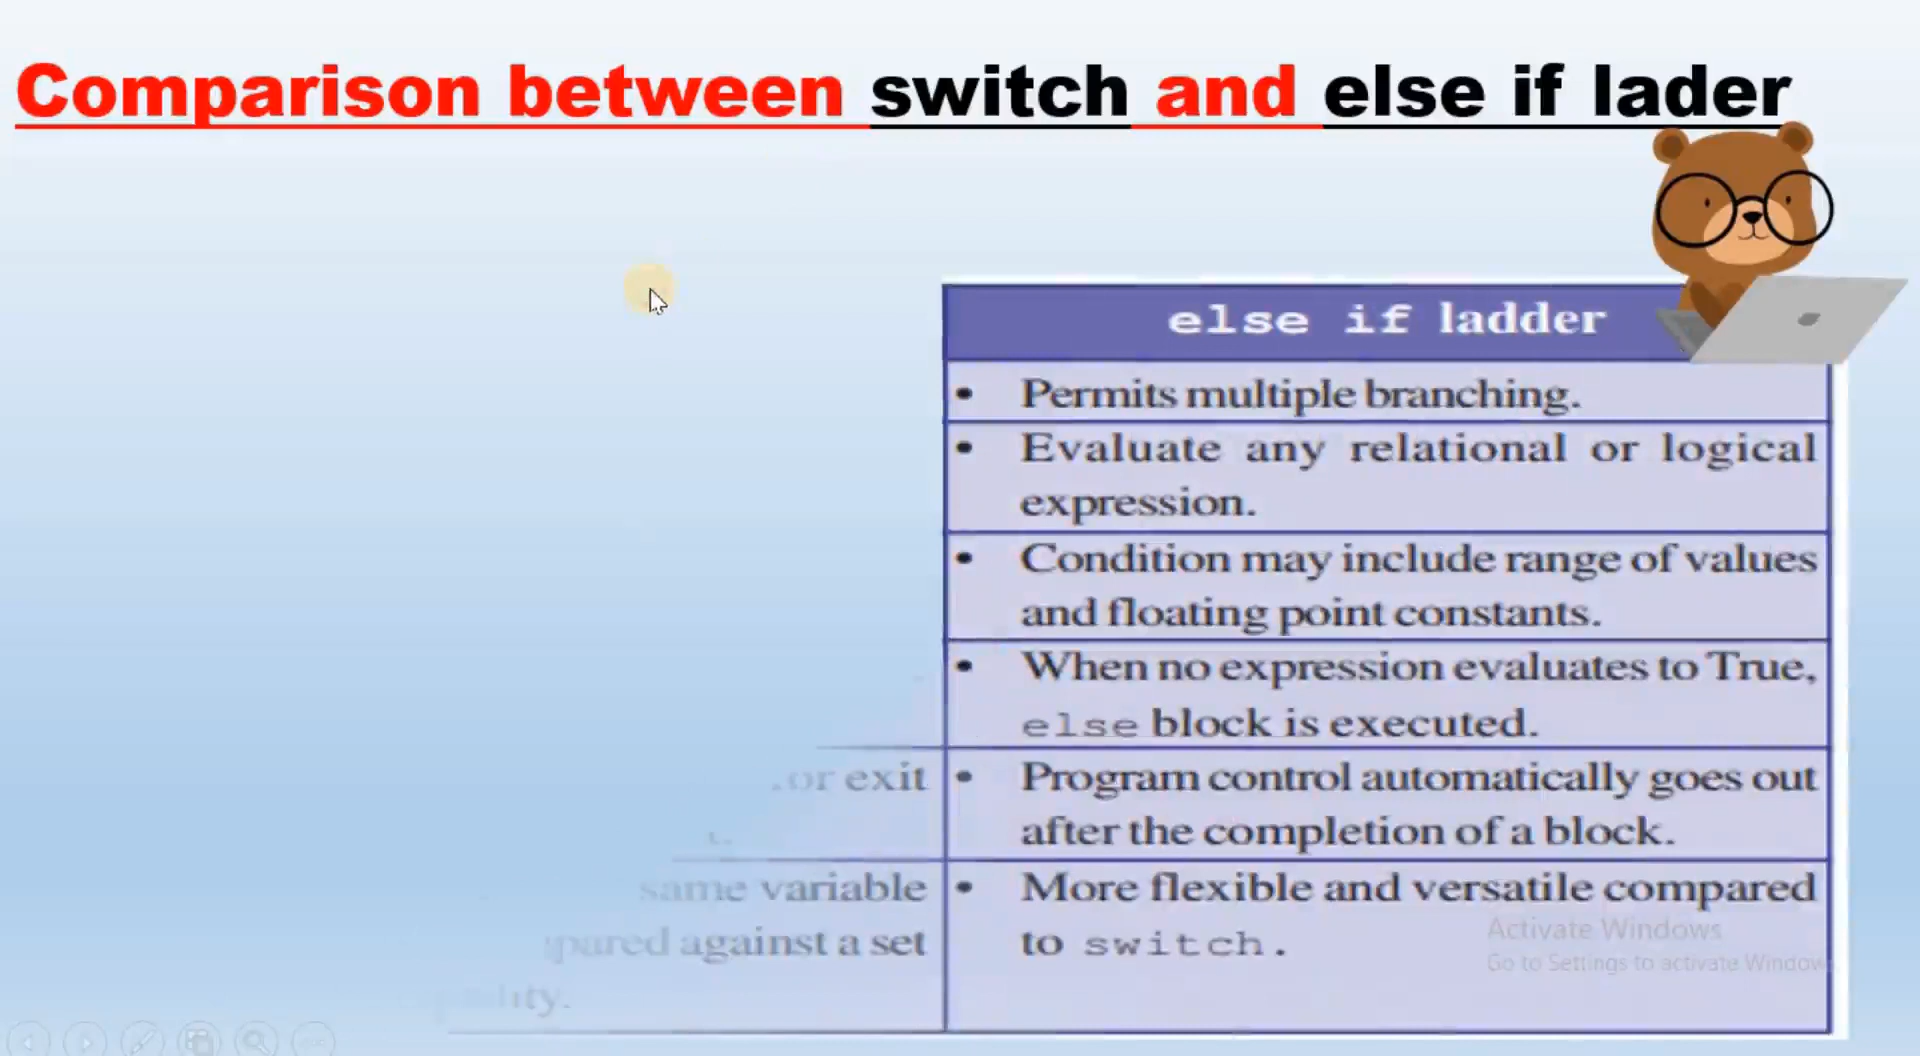 Comparison between switch and else if lader
else if ladder
• Permits multiple branching.
• Evaluate any relational or logical
expression.
• Condition may include range of values
and floating point constants.
• When no expression evaluates to True,
else block is executed.
or exit
• Program control automatically goes out
after the completion of a block.
same variable
against a set
• More flexible and versatile compared
to switch.
Activate Windows
Go to Settings to activate Windows